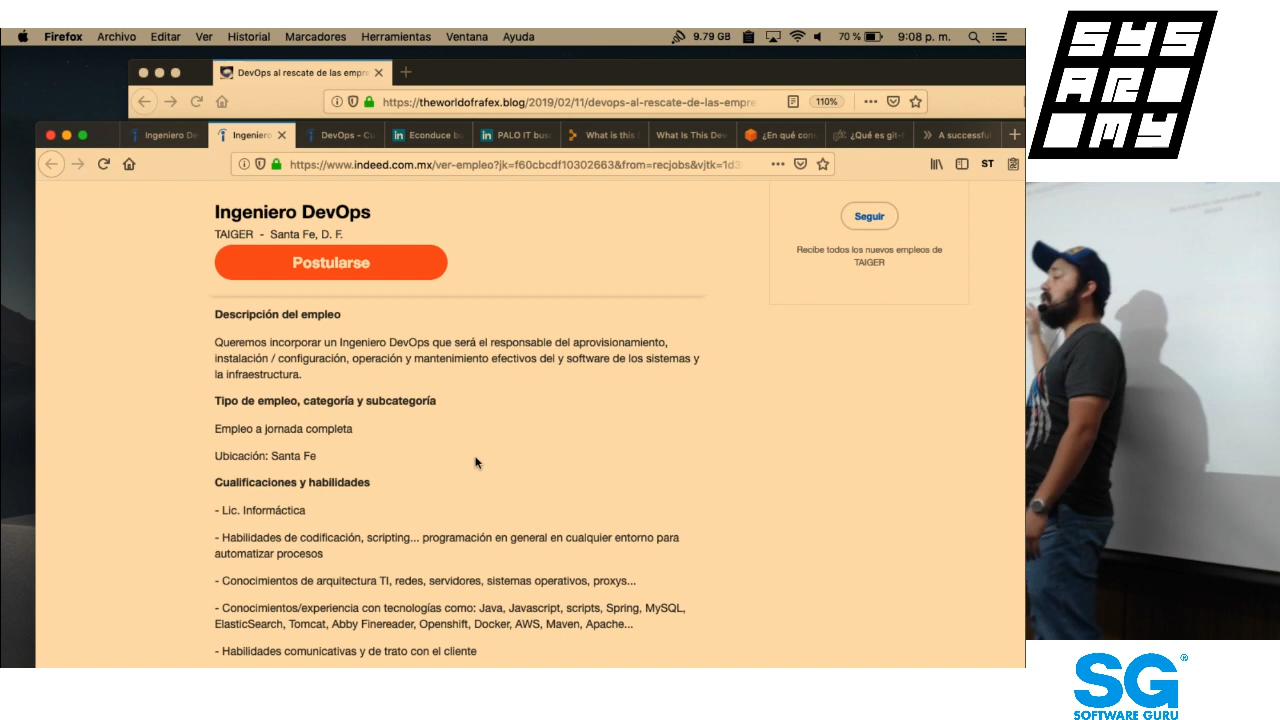 Firefox Archivo Editar Ver Historial Marcadores Herramientas Ventana Ayuda 9.79 GB 70 % 9:08 p. m.
DevOps al rescate de las empr
https://theworldofrafex.blog/2019/02/11/devops-al-rescate-de-las-empre 110%
Ingeniero De Ingeniero DevOps - Cu Econduce bu PALO IT bus What is this What Is This Dev ¿En qué con ¿Qué es git- A successful
https://www.indeed.com.mx/ver-empleo?jk=f60cbcdf10302663&from=recjobs&vjtk=1d3 ST
Ingeniero DevOps
TAIGER - Santa Fe, D. F.
Postularse
Seguir
Recibe todos los nuevos empleos de
TAIGER
Descripción del empleo
Queremos incorporar un Ingeniero DevOps que será el responsable del aprovisionamiento,
instalación / configuración, operación y mantenimiento efectivos del y software de los sistemas y
la infraestructura.
Tipo de empleo, categoría y subcategoría
Empleo a jornada completa
Ubicación: Santa Fe
Cualificaciones y habilidades
- Lic. Informáctica
- Habilidades de codificación, scripting... programación en general en cualquier entorno para
automatizar procesos
- Conocimientos de arquitectura TI, redes, servidores, sistemas operativos, proxys...
- Conocimientos/experiencia con tecnologías como: Java, Javascript, scripts, Spring, MySQL,
ElasticSearch, Tomcat, Abby Finereader, Openshift, Docker, AWS, Maven, Apache...
- Habilidades comunicativas y de trato con el cliente
SYS
AR
MY
SG®
SOFTWARE GURU